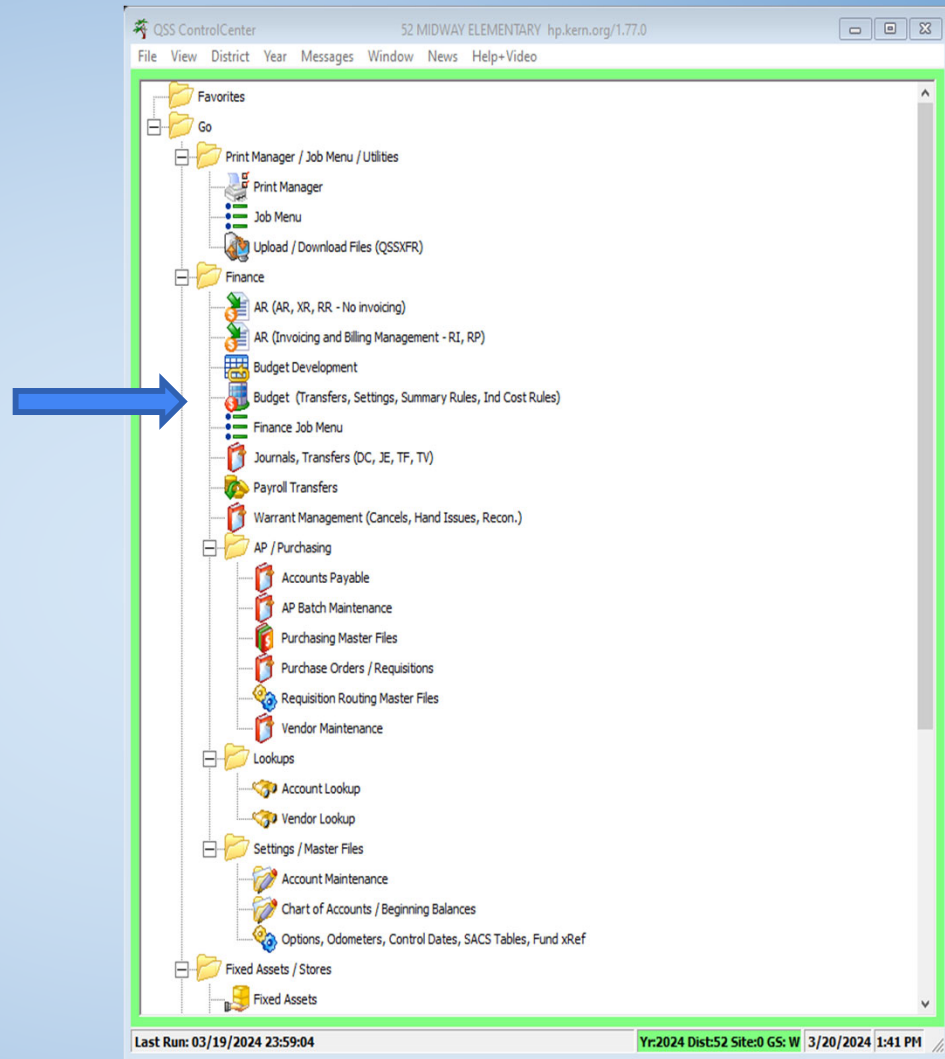 QSS ControlCenter 52 MIDWAY ELEMENTARY hp.kern.org/1.77.0
File View District Year Messages Window News Help+Video
Favorites
Go
Print Manager / Job Menu / Utilities
Print Manager
Job Menu
Upload / Download Files (QSSXFR)
Finance
AR (AR, XR, RR - No invoicing)
AR (Invoicing and Billing Management - RI, RP)
Budget Development
Budget (Transfers, Settings, Summary Rules, Ind Cost Rules)
Finance Job Menu
Journals, Transfers (DC, JE, TF, TV)
Payroll Transfers
Warrant Management (Cancels, Hand Issues, Recon.)
AP / Purchasing
Accounts Payable
AP Batch Maintenance
Purchasing Master Files
Purchase Orders / Requisitions
Requisition Routing Master Files
Vendor Maintenance
Lookups
Account Lookup
Vendor Lookup
Settings / Master Files
Account Maintenance
Chart of Accounts / Beginning Balances
Options, Odometers, Control Dates, SACS Tables, Fund xRef
Fixed Assets / Stores
Fixed Assets
Last Run: 03/19/2024 23:59:04 Yr:2024 Dist:52 Site:0 GS: W 3/20/2024 1:41 PM